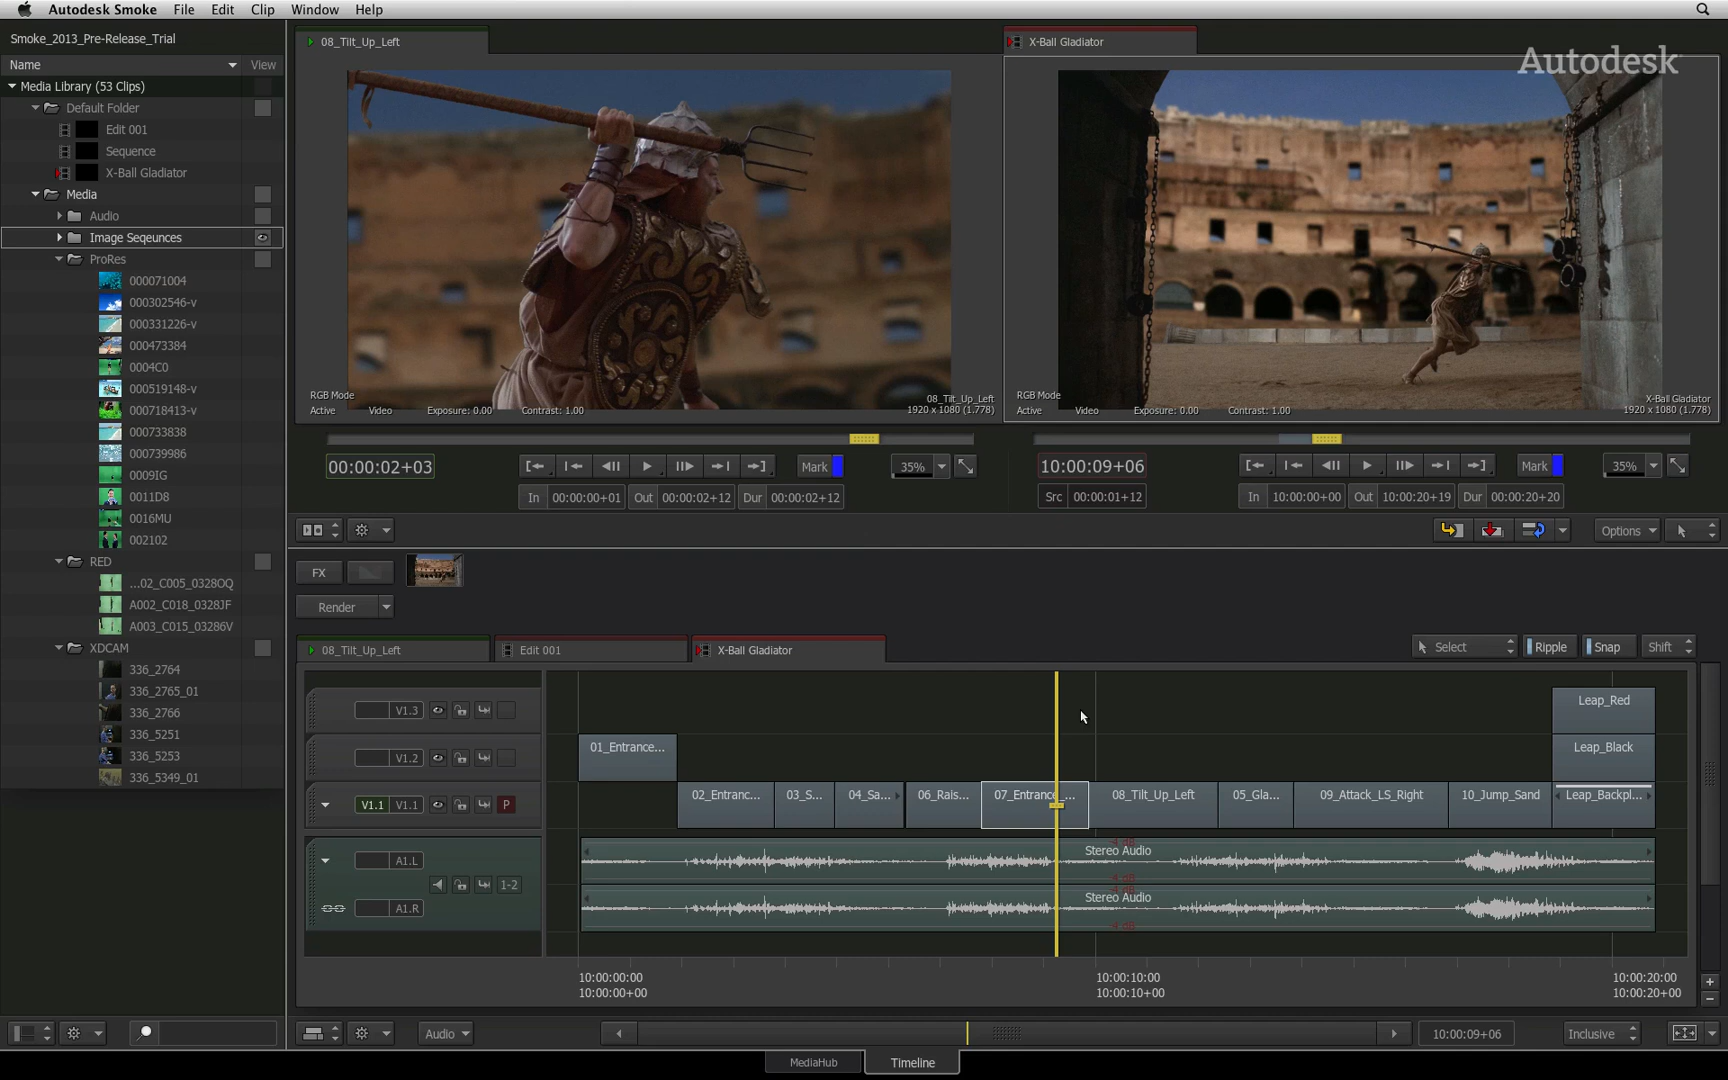 Autodesk Smoke File Edit Clip Window Help
Smoke_2013_Pre-Release_Trial
Name View
Media Library (53 Clips)
Default Folder
Edit 001
Sequence
X-Ball Gladiator
Media
Audio
Image Seqeunces
ProRes
000071004
000302546-v
000331226-v
000473384
0004C0
000519148-v
000718413-v
000733838
000739986
0009IG
0011D8
0016MU
002102
RED
...02_C005_0328OQ
A002_C018_0328JF
A003_C015_03286V
XDCAM
336_2764
336_2765_01
336_2766
336_5251
336_5253
336_5349_01
08_Tilt_Up_Left
RGB Mode
08_Tilt_Up_Left
Active Video Exposure: 0.00 Contrast: 1.00 1920 x 1080 (1.778)
00:00:02+03 Mark 35%
In 00:00:00+01 Out 00:00:02+12 Dur 00:00:02+12
X-Ball Gladiator
Autodesk
RGB Mode
X-Ball Gladiator
Active Video Exposure: 0.00 Contrast: 1.00 1920 x 1080 (1.778)
10:00:09+06 Mark 35%
Src 00:00:01+12 In 10:00:00+00 Out 10:00:20+19 Dur 00:00:20+20
Options
FX
Render
08_Tilt_Up_Left Edit 001 X-Ball Gladiator Select Ripple Snap Shift
V1.3 Leap_Red
V1.2 01_Entrance... Leap_Black
V1.1 V1.1 P 02_Entranc... 03_S... 04_Sa... 06_Rais... 07_Entrance_... 08_Tilt_Up_Left 05_Gla... 09_Attack_LS_Right 10_Jump_Sand Leap_Backpl...
A1.L Stereo Audio
-4 dB
-4 dB
1-2
-4 dB
A1.R Stereo Audio
-4 dB
10:00:00:00 10:00:10:00 10:00:20:00
10:00:00+00 10:00:10+00 10:00:20+00
Audio 10:00:09+06 Inclusive
MediaHub Timeline